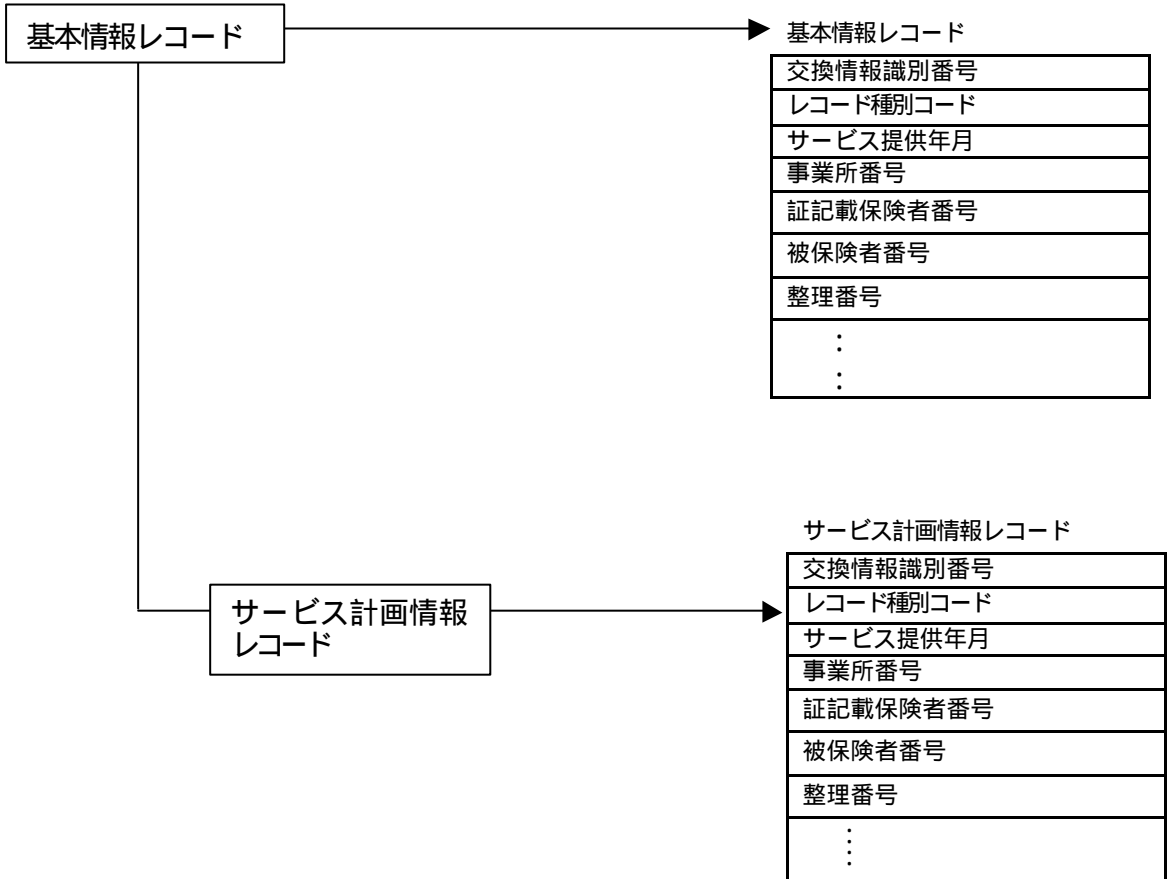 基本情報レコード
基本情報レコード
交換情報識別番号
レコード種別コード
サービス提供年月
事業所番号
証記載保険者番号
被保険者番号
整理番号
：
：
サービス計画情報
レコード
サービス計画情報レコード
交換情報識別番号
レコード種別コード
サービス提供年月
事業所番号
証記載保険者番号
被保険者番号
整理番号
：
：